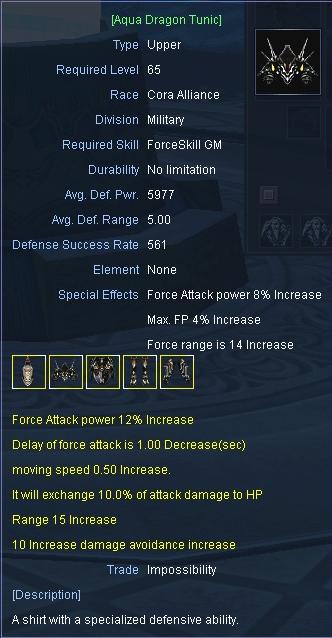 [Aqua Dragon Tunic]
Type Upper
Required Level 65
Race Cora Alliance
Division Military
Required Skill ForceSkill GM
Durability No limitation
Avg. Def. Pwr. 5977
Avg. Def. Range 5.00
Defense Success Rate 561
Element None
Special Effects Force Attack power 8% Increase
Max. FP 4% Increase
Force range is 14 Increase
Force Attack power 12% Increase
Delay of force attack is 1.00 Decrease(sec)
moving speed 0.50 Increase.
It will exchange 10.0% of attack damage to HP
Range 15 Increase
10 Increase damage avoidance increase
Trade Impossibility
[Description]
A shirt with a specialized defensive ability.